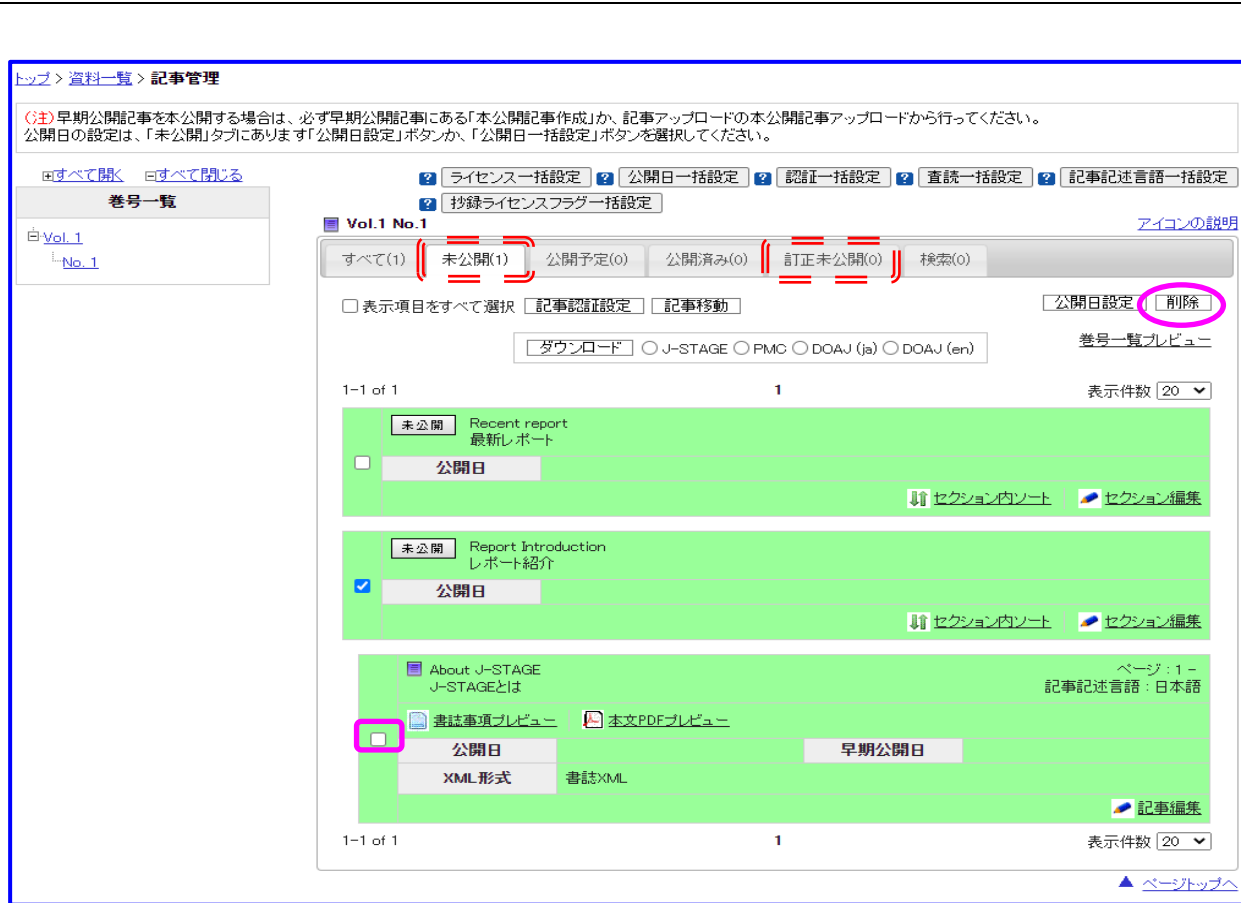 トップ > 資料一覧 > 記事管理
(注)早期公開記事を本公開する場合は、必ず早期公開記事にある「本公開記事作成」か、記事アップロードの本公開記事アップロードから行ってください。
公開日の設定は、「未公開」タブにあります「公開日設定」ボタンか、「公開日一括設定」ボタンを選択してください。
すべて開く すべて閉じる
巻号一覧
Vol. 1
No. 1
? ライセンス一括設定 ? 公開日一括設定 ? 認証一括設定 ? 査読一括設定 ? 記事記述言語一括設定
? 抄録ライセンスフラグ一括設定
Vol.1 No.1 アイコンの説明
すべて(1) 未公開(1) 公開予定(0) 公開済み(0) 訂正未公開(0) 検索(0)
表示項目をすべて選択 記事認証設定 記事移動 公開日設定 削除
ダウンロード J-STAGE PMC DOAJ (ja) DOAJ (en) 巻号一覧プレビュー
1-1 of 1 1 表示件数 20
未公開 Recent report
最新レポート
公開日
セクション内ソート セクション編集
未公開 Report Introduction
レポート紹介
公開日
セクション内ソート セクション編集
About J-STAGE ページ : 1 -
J-STAGEとは 記事記述言語 : 日本語
書誌事項プレビュー 本文PDFプレビュー
公開日 早期公開日
XML形式 書誌XML
記事編集
1-1 of 1 1 表示件数 20
▲ ページトップへ